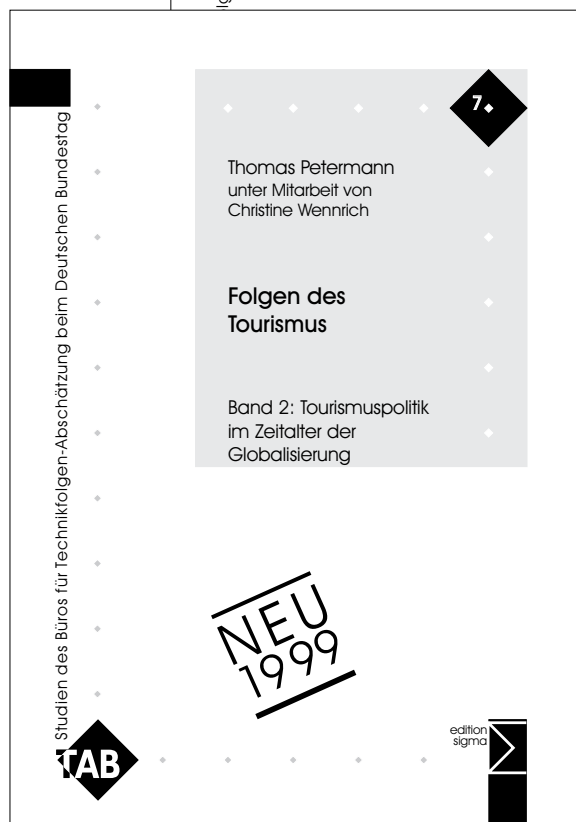 7
Thomas Petermann
unter Mitarbeit von
Christine Wennrich
Folgen des
Tourismus
Band 2: Tourismuspolitik
im Zeitalter der
Globalisierung
Studien des Büros für Technikfolgen-Abschätzung beim Deutschen Bundestag
NEU
1999
TAB
edition
sigma